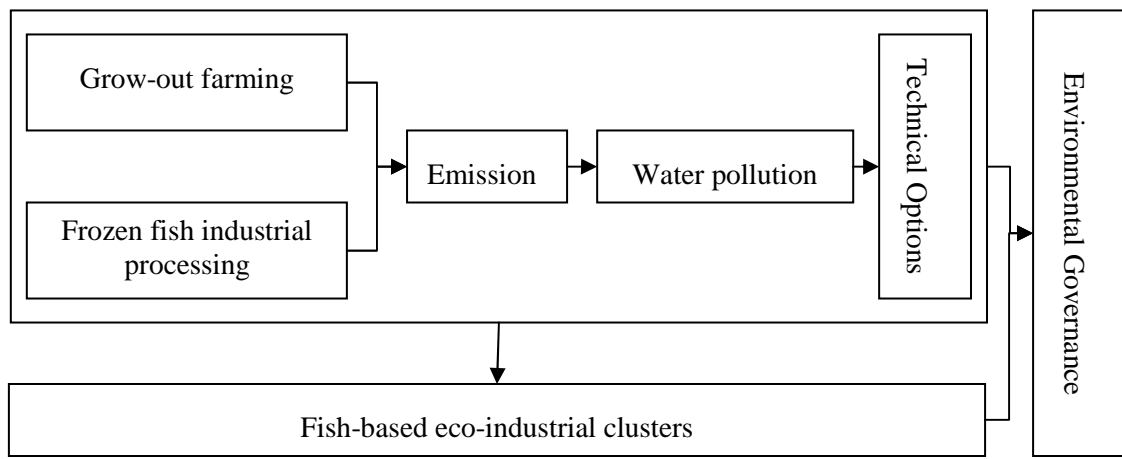 Grow-out farming
Frozen fish industrial
processing
Emission
Water pollution
Technical Options
Environmental Governance
Fish-based eco-industrial clusters